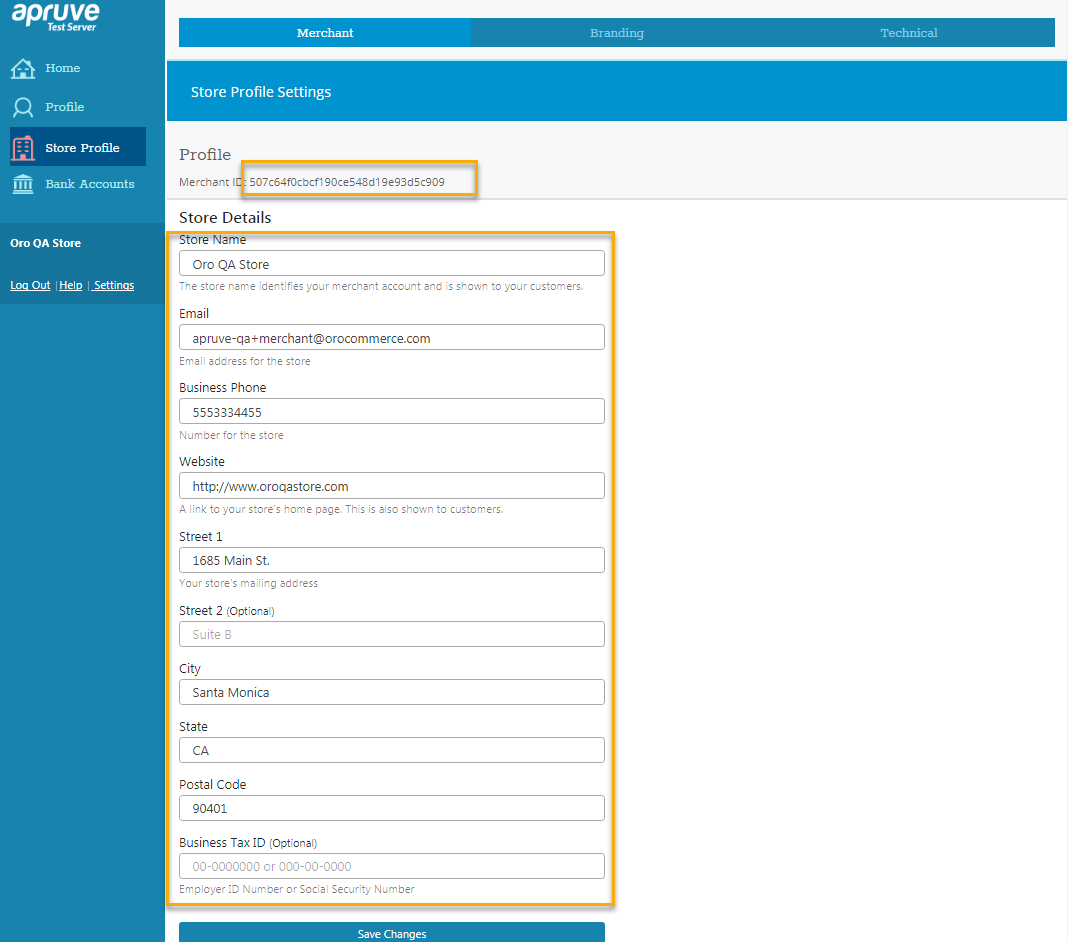 apruve
Test Server
Home
Profile
Store Profile
Bank Accounts
Oro QA Store
Log Out | Help | Settings
Merchant
Branding
Technical
Store Profile Settings
Profile
Merchant ID: 507c64f0cbcf190ce548d19e93d5c909
Store Details
Store Name
Oro QA Store
The store name identifies your merchant account and is shown to your customers.
Email
apruve-qa+merchant@orocommerce.com
Email address for the store
Business Phone
5553334455
Number for the store
Website
http://www.oroqastore.com
A link to your store's home page. This is also shown to customers.
Street 1
1685 Main St.
Your store's mailing address
Street 2 (Optional)
Suite B
City
Santa Monica
State
CA
Postal Code
90401
Business Tax ID (Optional)
00-0000000 or 000-00-0000
Employer ID Number or Social Security Number
Save Changes